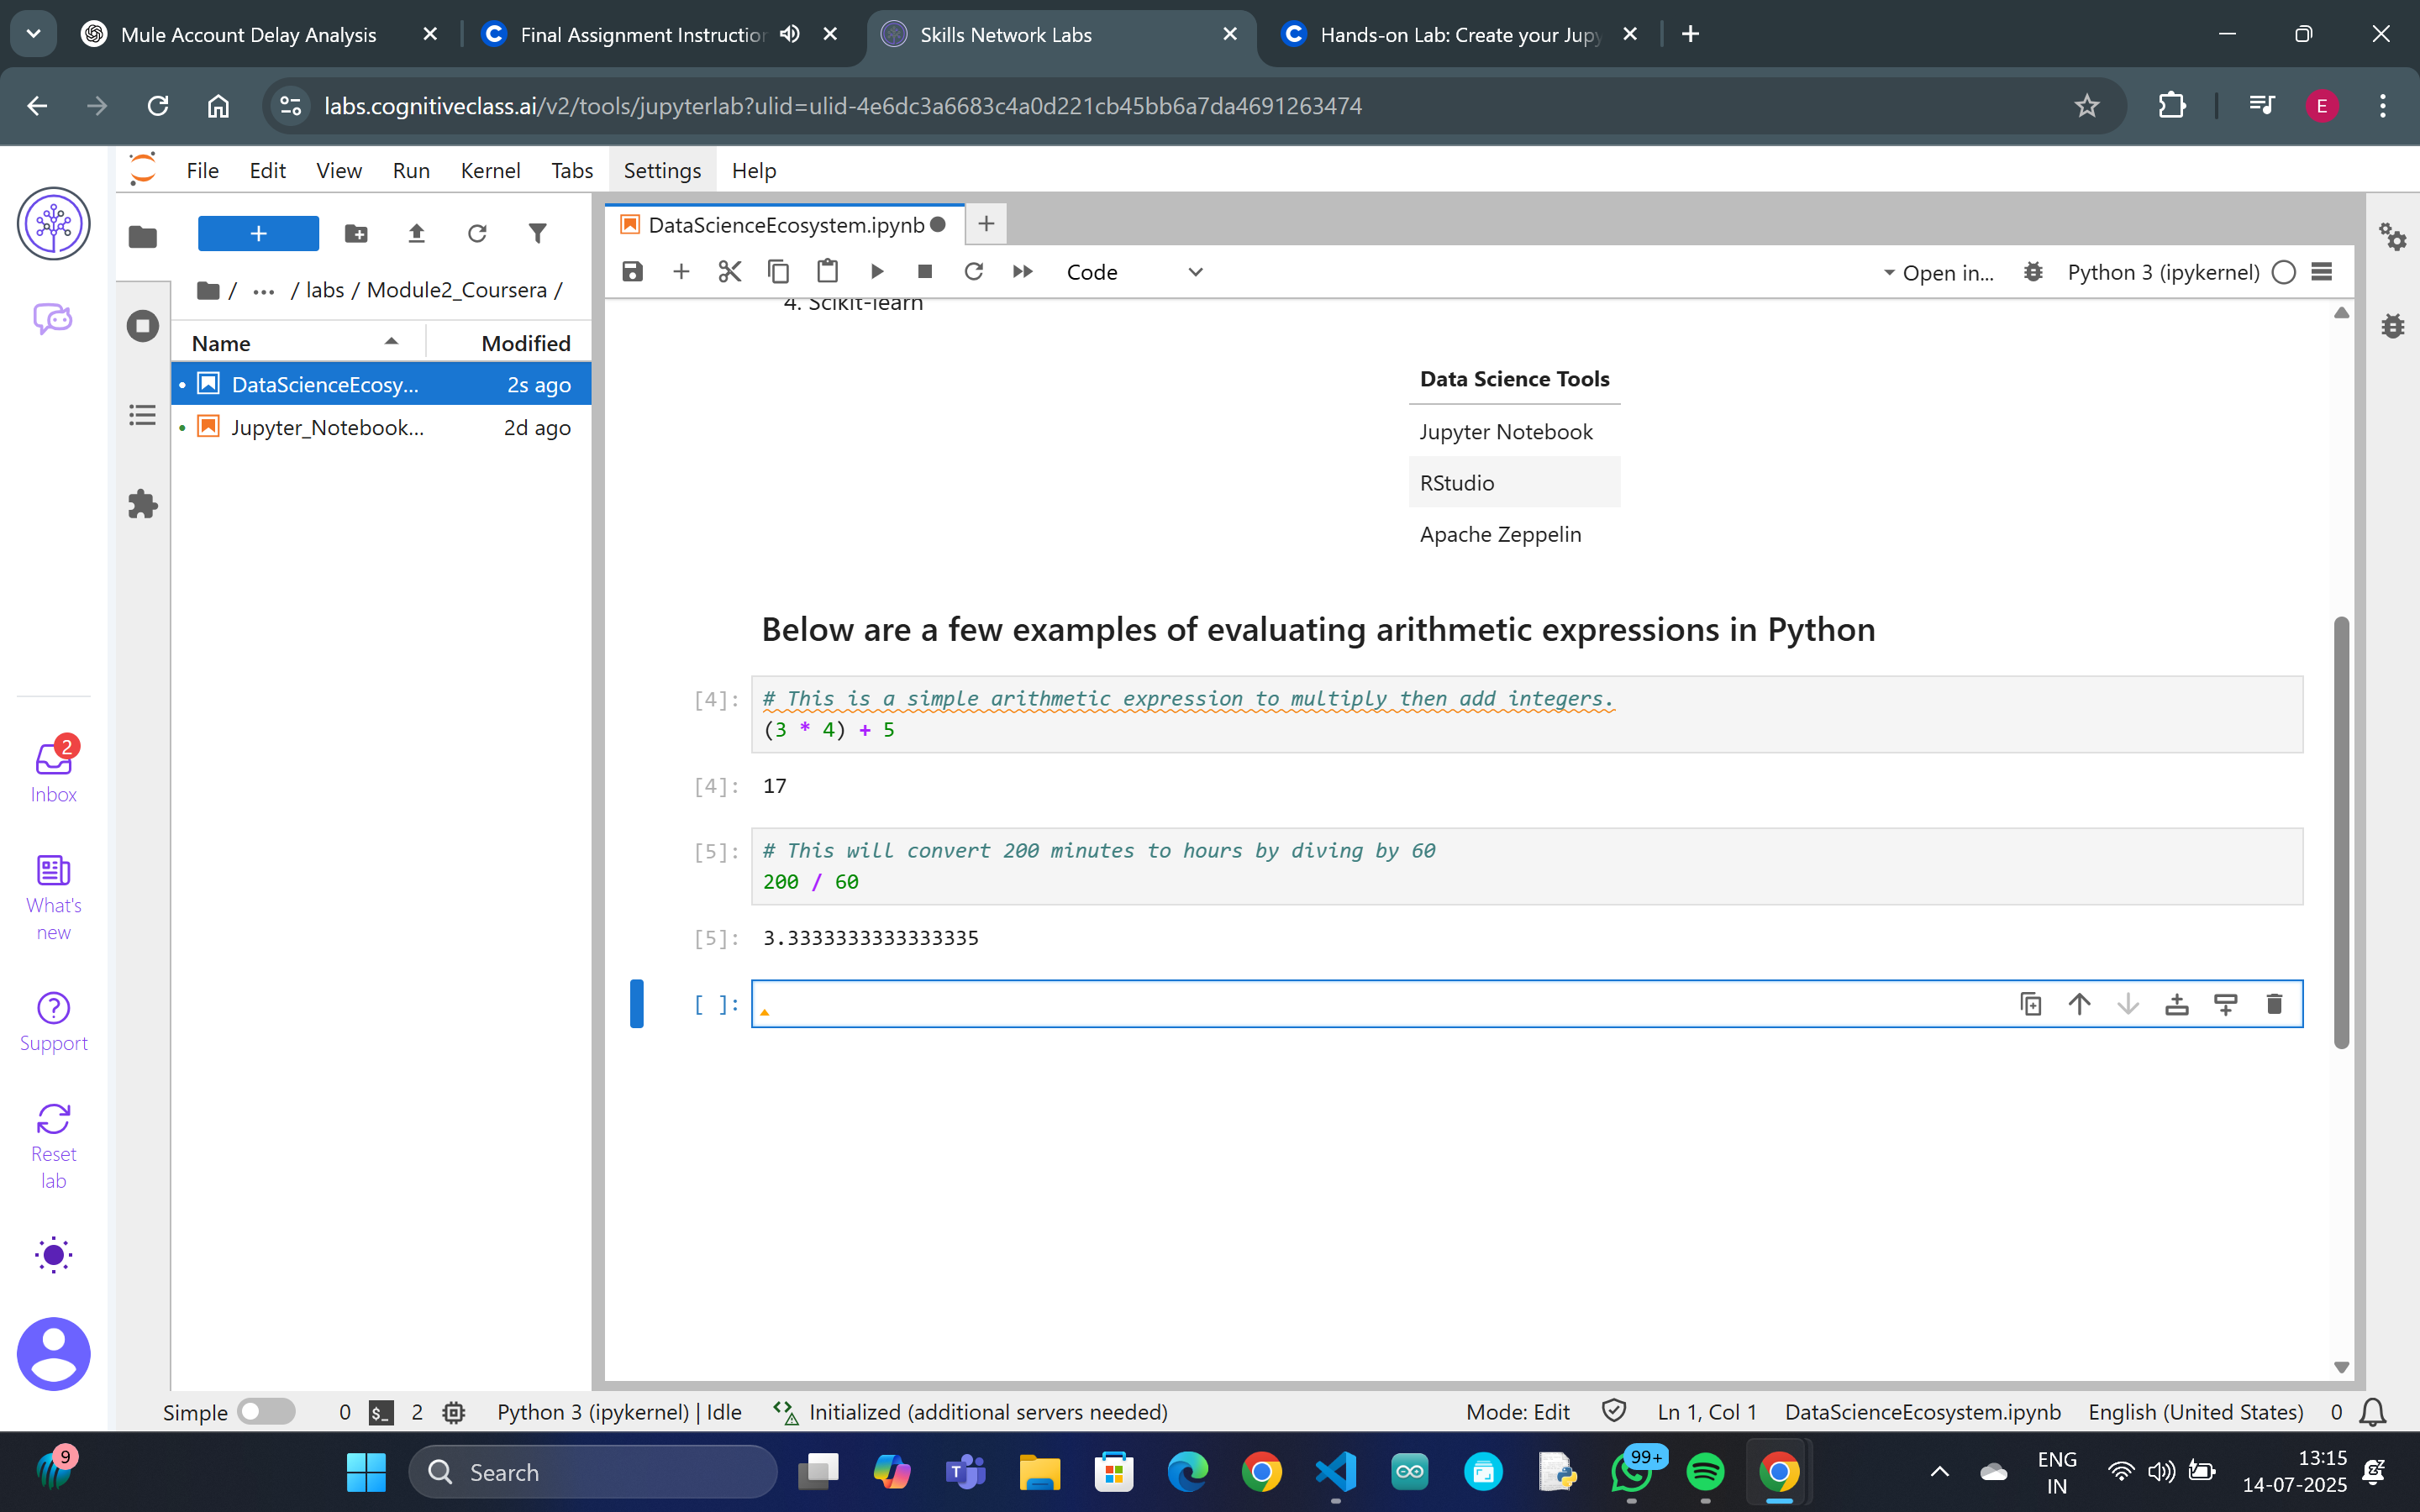 Mule Account Delay Analysis
Final Assignment Instruction
Skills Network Labs
Hands-on Lab: Create your Jupy
labs.cognitiveclass.ai/v2/tools/jupyterlab?ulid=ulid-4e6dc3a6683c4a0d221cb45bb6a7da4691263474
E
File Edit View Run Kernel Tabs Settings Help
DataScienceEcosystem.ipynb
Code
Open in...
Python 3 (ipykernel)
/ ... / labs / Module2_Coursera /
Name Modified
DataScienceEcosy... 2s ago
Jupyter_Notebook... 2d ago
4. Scikit-learn
Data Science Tools
Jupyter Notebook
RStudio
Apache Zeppelin
Below are a few examples of evaluating arithmetic expressions in Python
[4]: # This is a simple arithmetic expression to multiply then add integers.
(3 * 4) + 5
[4]: 17
[5]: # This will convert 200 minutes to hours by diving by 60
200 / 60
[5]: 3.3333333333333335
[ ]:
2
Inbox
What's
new
Support
Reset
lab
Simple 0 $_ 2 Python 3 (ipykernel) | Idle Initialized (additional servers needed) Mode: Edit Ln 1, Col 1 DataScienceEcosystem.ipynb English (United States) 0
9
Search
99+
ENG
IN
13:15
14-07-2025